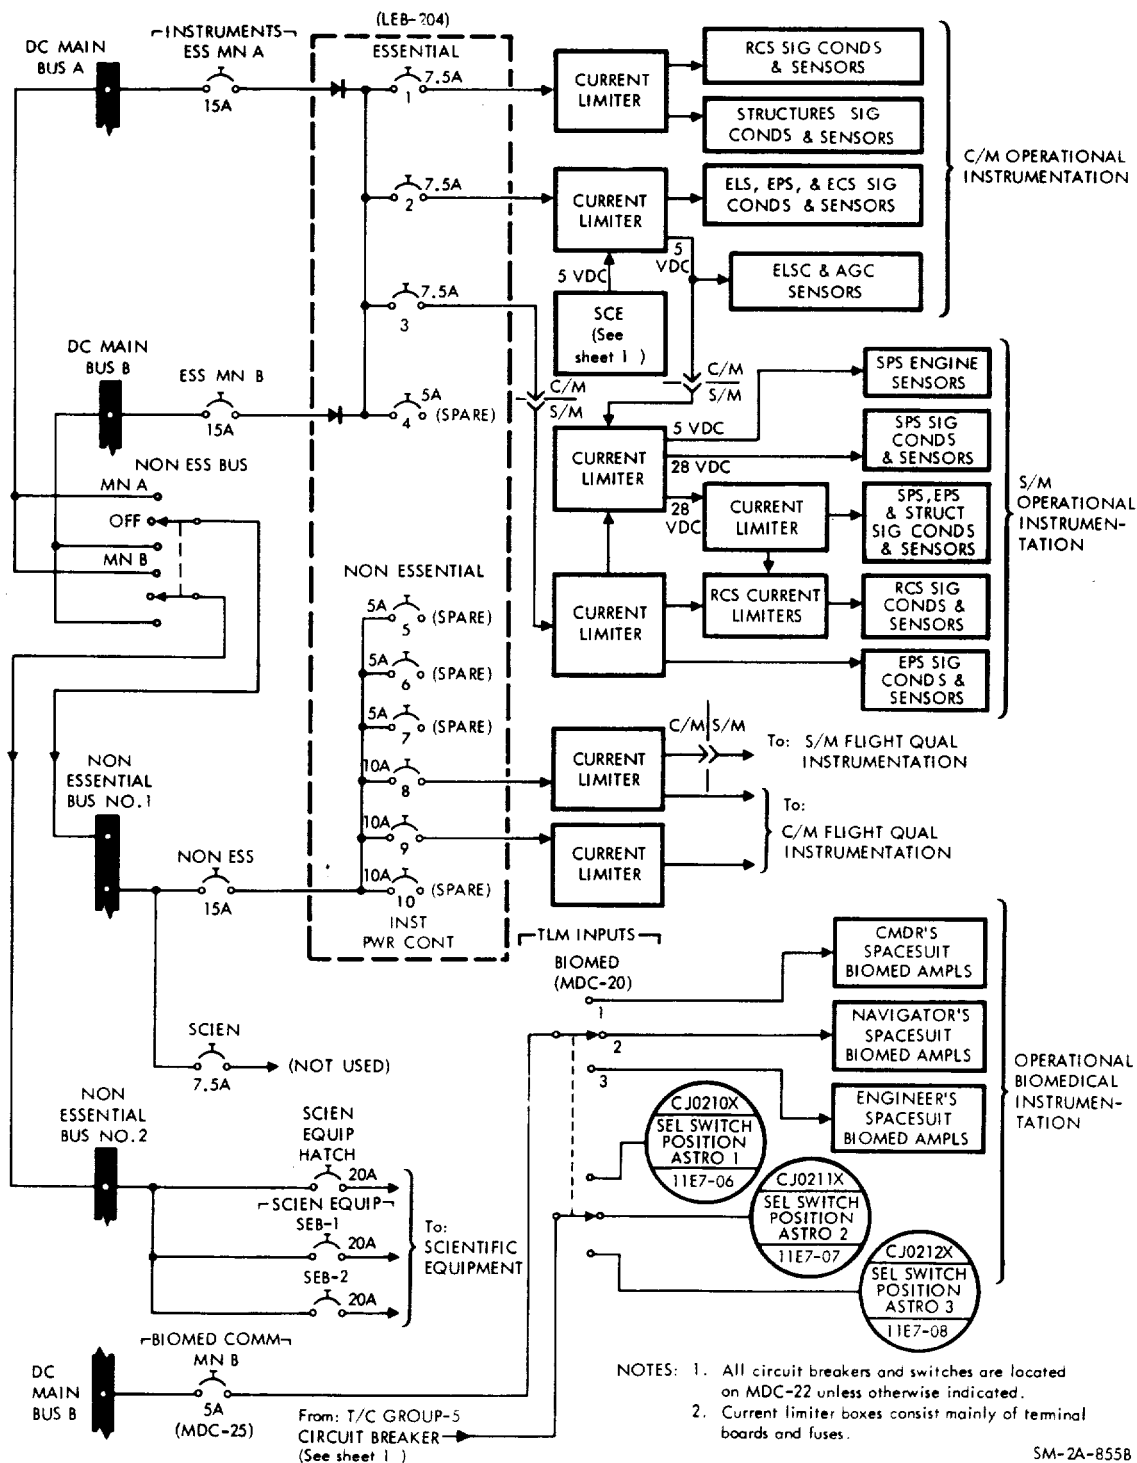 (LEB-204)
DC MAIN
BUS A
INSTRUMENTS
ESS MN A
15A
ESSENTIAL
7.5A
1
7.5A
2
7.5A
3
5A
4 (SPARE)
CURRENT
LIMITER
RCS SIG CONDS
& SENSORS
STRUCTURES SIG
CONDS & SENSORS
CURRENT
LIMITER
ELS, EPS, & ECS SIG
CONDS & SENSORS
5
VDC
5 VDC
ELSC & AGC
SENSORS
SCE
(See
sheet 1 )
C/M OPERATIONAL
INSTRUMENTATION
DC MAIN
BUS B
ESS MN B
15A
NON ESS BUS
MN A
OFF
MN B
C/M
S/M
C/M
S/M
CURRENT
LIMITER
5 VDC
28 VDC
28
VDC
SPS ENGINE
SENSORS
SPS SIG
CONDS
& SENSORS
CURRENT
LIMITER
SPS, EPS
& STRUCT
SIG CONDS
& SENSORS
CURRENT
LIMITER
RCS CURRENT
LIMITERS
RCS SIG
CONDS &
SENSORS
EPS SIG
CONDS &
SENSORS
S/M
OPERATIONAL
INSTRUMEN-
TATION
NON ESSENTIAL
5A
5 (SPARE)
5A
6 (SPARE)
5A
7 (SPARE)
10A
8
10A
9
10A
10 (SPARE)
INST
PWR CONT
CURRENT
LIMITER
C/M S/M
To: S/M FLIGHT QUAL
INSTRUMENTATION
CURRENT
LIMITER
To:
C/M FLIGHT QUAL
INSTRUMENTATION
NON
ESSENTIAL
BUS NO.1
NON ESS
15A
SCIEN
7.5A
(NOT USED)
NON
ESSENTIAL
BUS NO.2
SCIEN
EQUIP
HATCH
20A
SCIEN EQUIP
SEB-1
20A
SEB-2
20A
To:
SCIENTIFIC
EQUIPMENT
TLM INPUTS
BIOMED
(MDC-20)
1
2
3
CMDR'S
SPACESUIT
BIOMED AMPLS
NAVIGATOR'S
SPACESUIT
BIOMED AMPLS
ENGINEER'S
SPACESUIT
BIOMED AMPLS
OPERATIONAL
BIOMEDICAL
INSTRUMEN-
TATION
CJ0210X
SEL SWITCH
POSITION
ASTRO 1
11E7-06
CJ0211X
SEL SWITCH
POSITION
ASTRO 2
11E7-07
CJ0212X
SEL SWITCH
POSITION
ASTRO 3
11E7-08
DC
MAIN
BUS B
BIOMED COMM
MN B
5A
(MDC-25)
From: T/C GROUP-5
CIRCUIT BREAKER
(See sheet 1 )
NOTES: 1. All circuit breakers and switches are located
on MDC-22 unless otherwise indicated.
2. Current limiter boxes consist mainly of terminal
boards and fuses.
SM-2A-855B